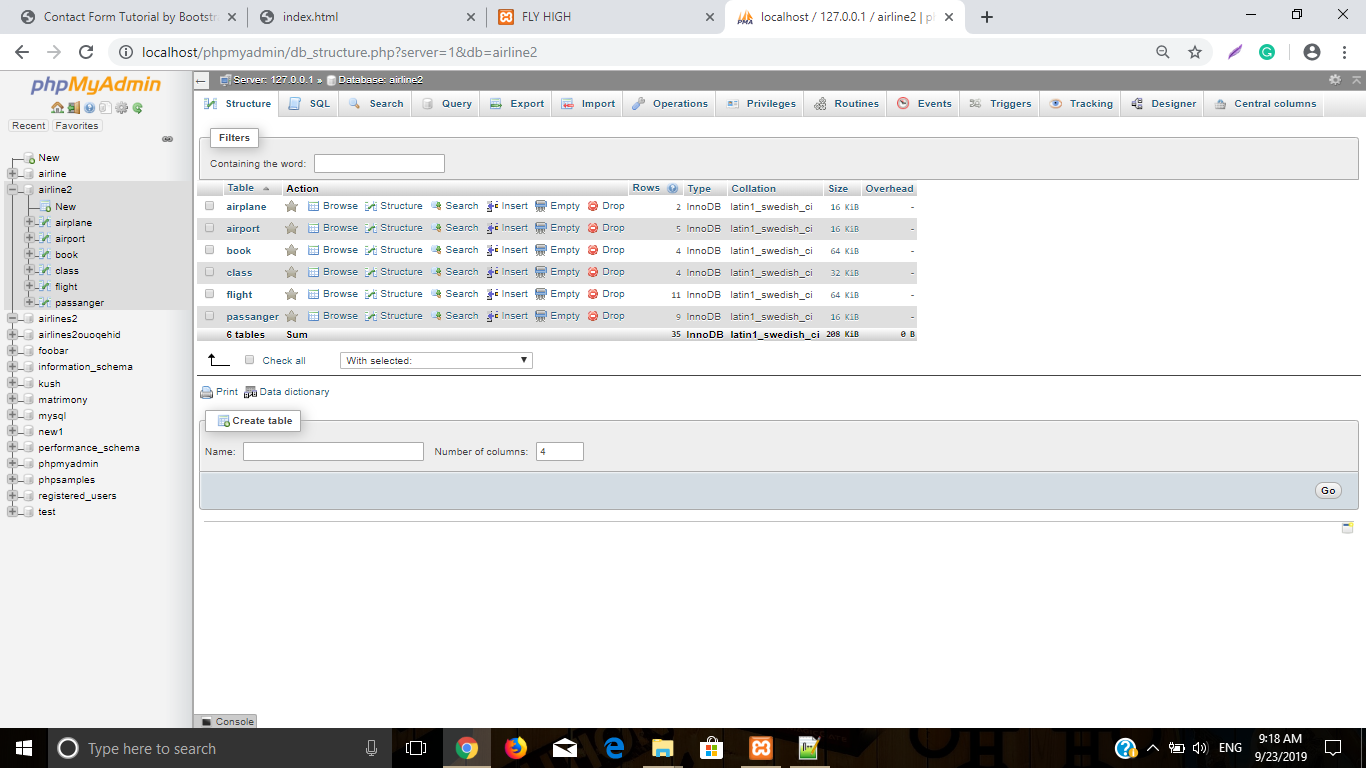 Contact Form Tutorial by Bootstr
index.html
FLY HIGH
localhost / 127.0.0.1 / airline2 | p
localhost/phpmyadmin/db_structure.php?server=1&db=airline2
phpMyAdmin
Recent Favorites
New
airline
airline2
New
airplane
airport
book
class
flight
passanger
airlines2
airlines2ouoqehid
foobar
information_schema
kush
matrimony
mysql
new1
performance_schema
phpmyadmin
phpsamples
registered_users
test
Server: 127.0.0.1 » Database: airline2
Structure SQL Search Query Export Import Operations Privileges Routines Events Triggers Tracking Designer Central columns
Filters
Containing the word:
Table Action Rows Type Collation Size Overhead
airplane Browse Structure Search Insert Empty Drop 2 InnoDB latin1_swedish_ci 16 KiB -
airport Browse Structure Search Insert Empty Drop 5 InnoDB latin1_swedish_ci 16 KiB -
book Browse Structure Search Insert Empty Drop 4 InnoDB latin1_swedish_ci 64 KiB -
class Browse Structure Search Insert Empty Drop 4 InnoDB latin1_swedish_ci 32 KiB -
flight Browse Structure Search Insert Empty Drop 11 InnoDB latin1_swedish_ci 64 KiB -
passanger Browse Structure Search Insert Empty Drop 9 InnoDB latin1_swedish_ci 16 KiB -
6 tables Sum 35 InnoDB latin1_swedish_ci 208 KiB 0 B
Check all With selected:
Print Data dictionary
Create table
Name: Number of columns: 4
Go
Console
Type here to search
ENG
9:18 AM
9/23/2019